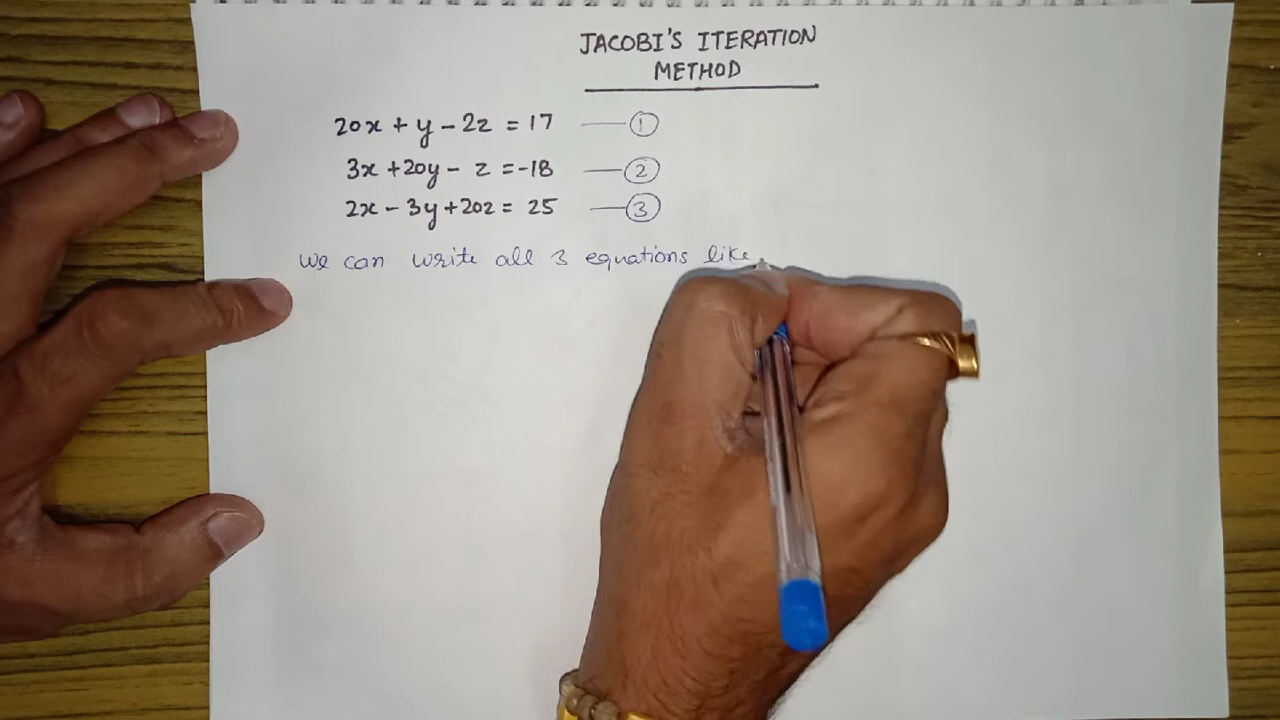 JACOBI'S ITERATION
METHOD
20x + y - 2z = 17 —— ①
3x + 20y - z = -18 —— ②
2x - 3y + 20z = 25 —— ③
we can write all 3 equations like